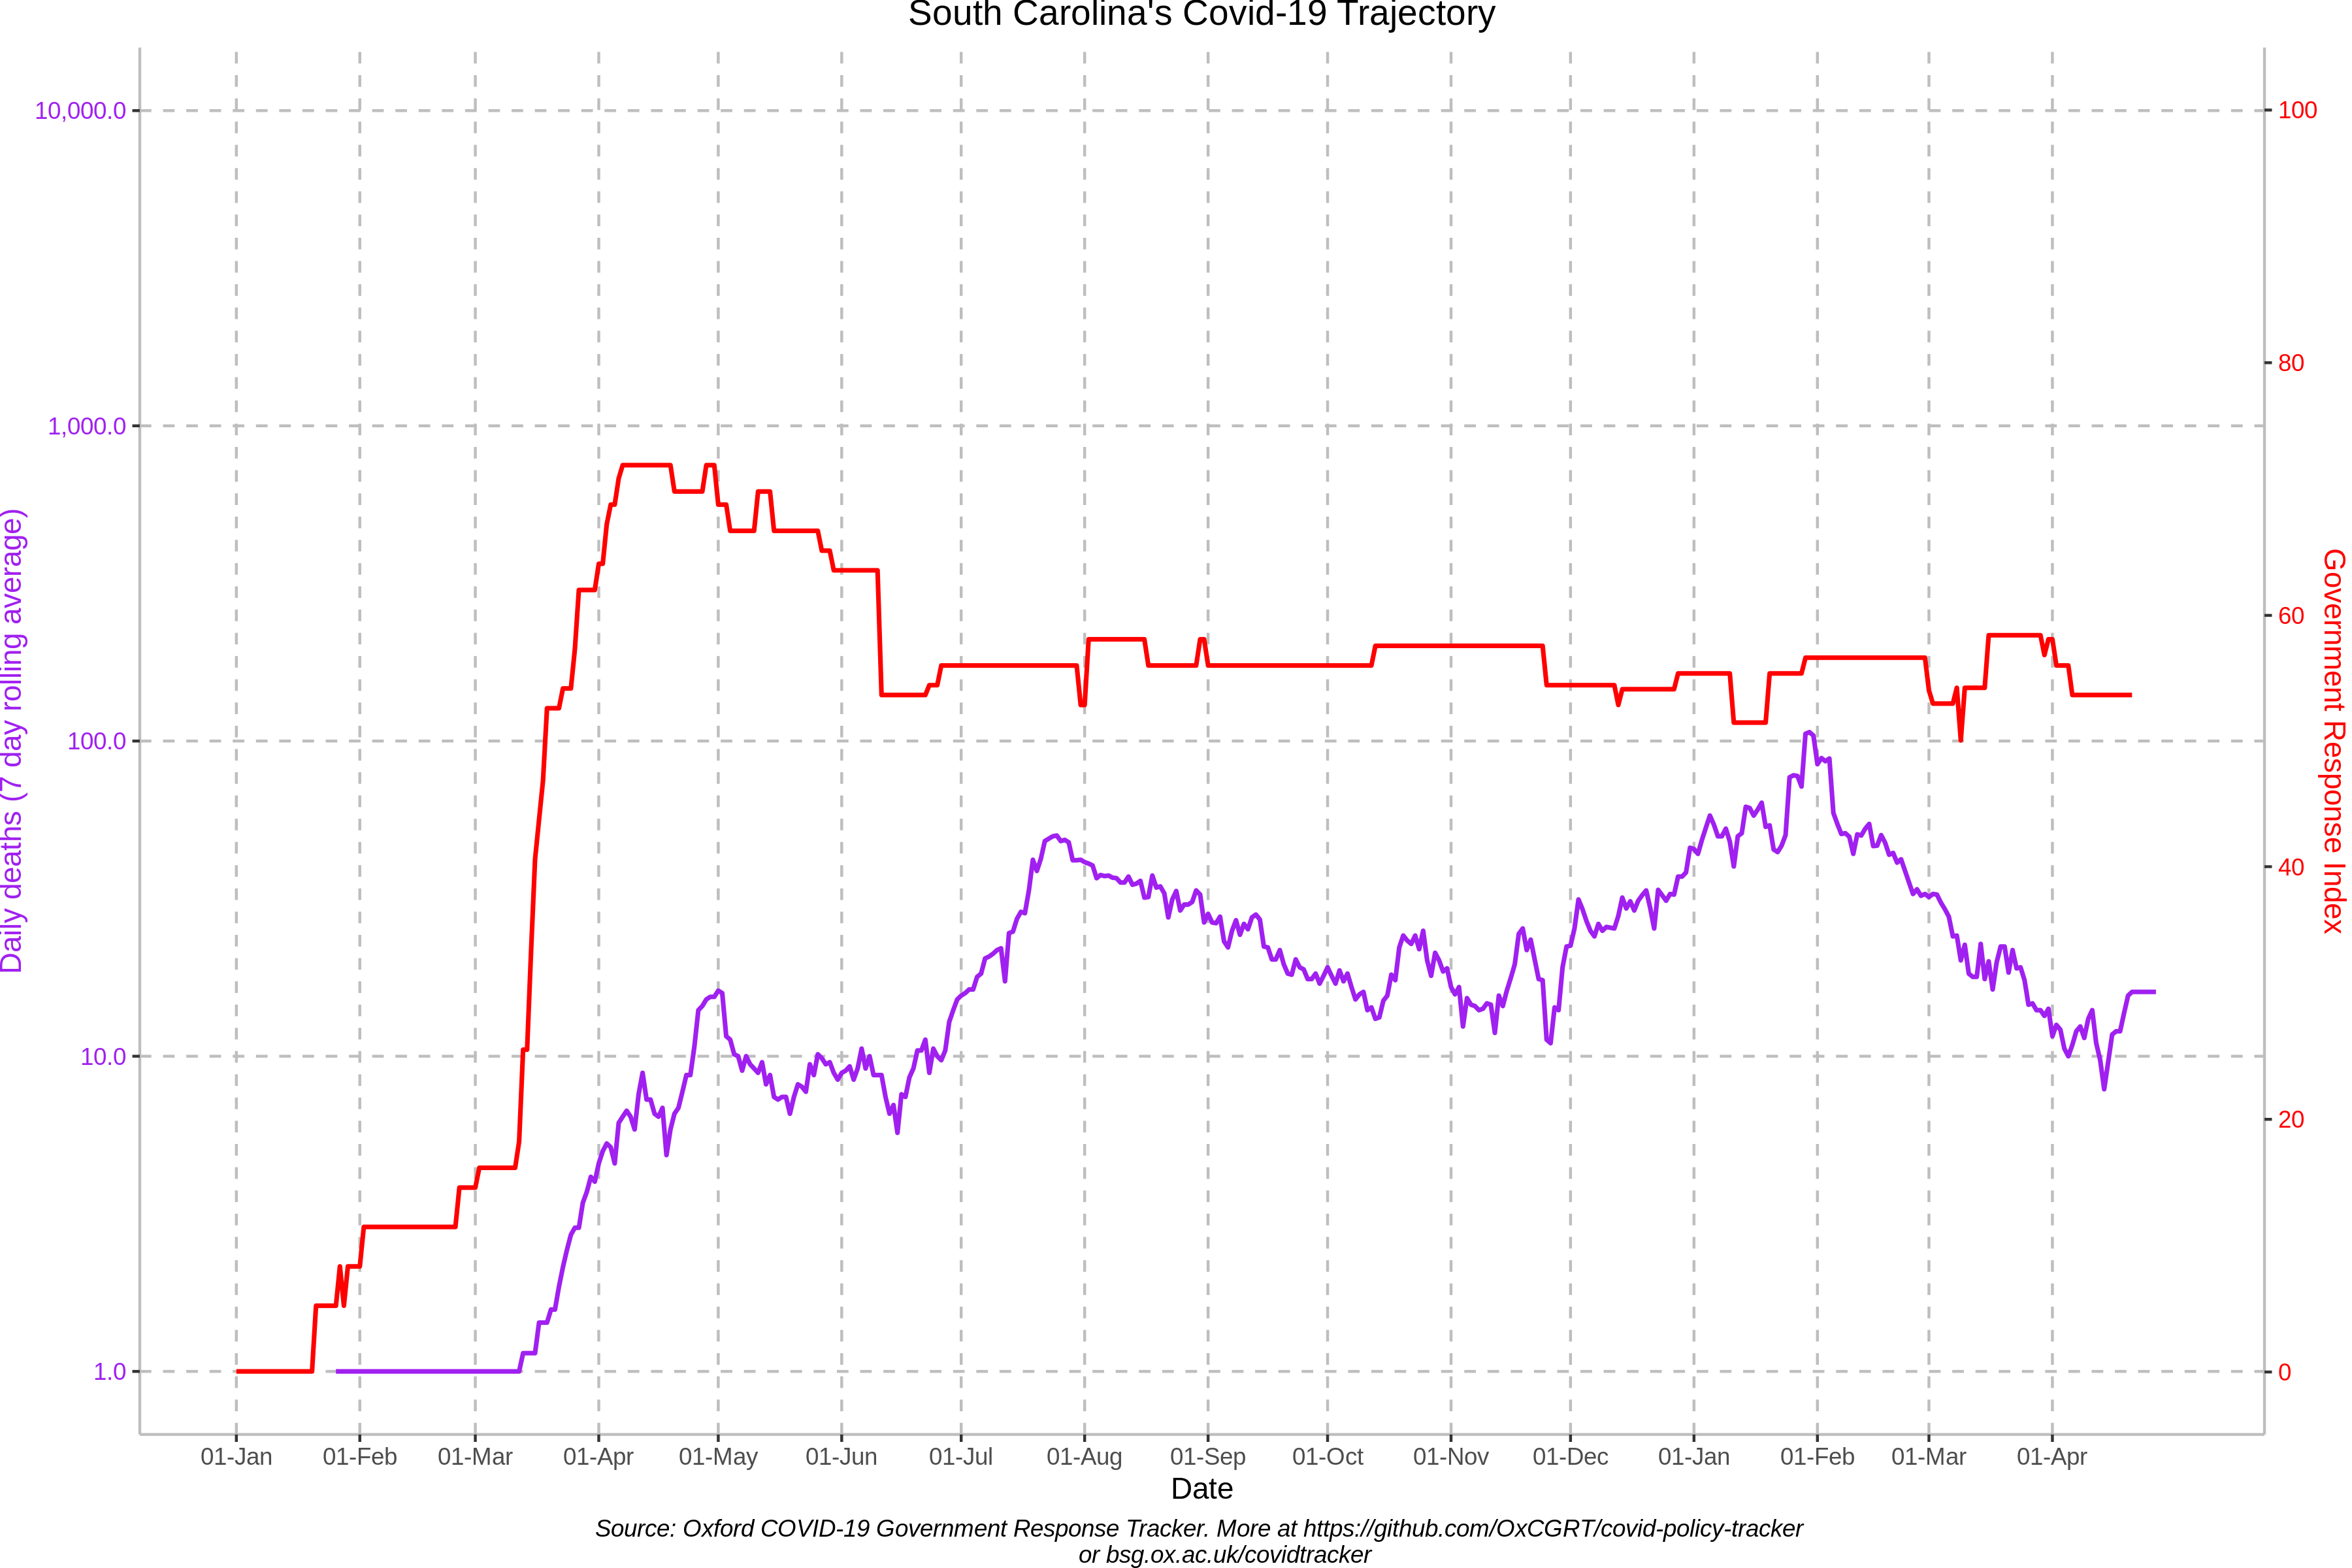 South Carolina's Covid-19 Trajectory
10,000.0
1,000.0
100.0
10.0
1.0
Daily deaths (7 day rolling average)
100
80
60
40
20
0
Government Response Index
01-Jan 01-Feb 01-Mar 01-Apr 01-May 01-Jun 01-Jul 01-Aug 01-Sep 01-Oct 01-Nov 01-Dec 01-Jan 01-Feb 01-Mar 01-Apr
Date
Source: Oxford COVID-19 Government Response Tracker. More at https://github.com/OxCGRT/covid-policy-tracker
or bsg.ox.ac.uk/covidtracker